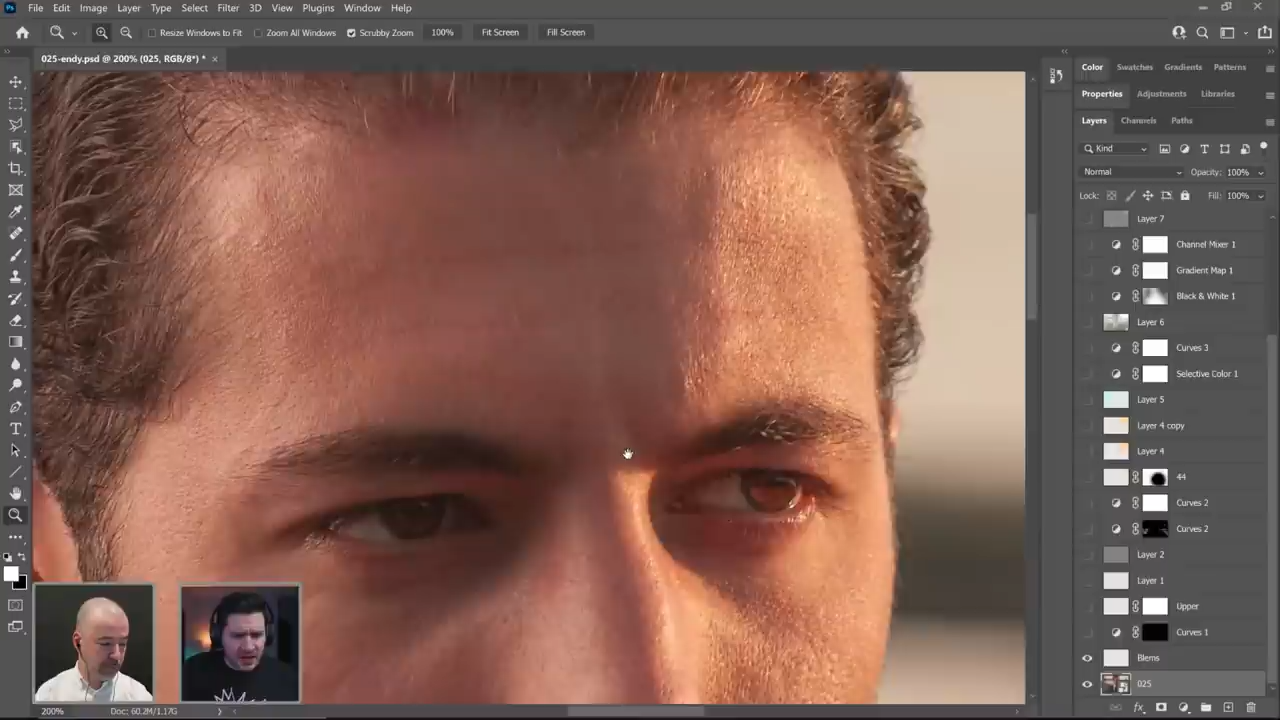 Ps File Edit Image Layer Type Select Filter 3D View Plugins Window Help
Resize Windows to Fit Zoom All Windows Scrubby Zoom 100% Fit Screen Fill Screen
025-endy.psd @ 200% (025, RGB/8*) * ×
Color Swatches Gradients Patterns
Properties Adjustments Libraries
Layers Channels Paths
Kind
Normal Opacity: 100%
Lock: Fill: 100%
Layer 7
Channel Mixer 1
Gradient Map 1
Black & White 1
Layer 6
Curves 3
Selective Color 1
Layer 5
Layer 4 copy
Layer 4
44
Curves 2
Curves 2
Layer 2
Layer 1
Upper
Curves 1
Blems
025
200% Doc: 60.2M/1.17G
fx